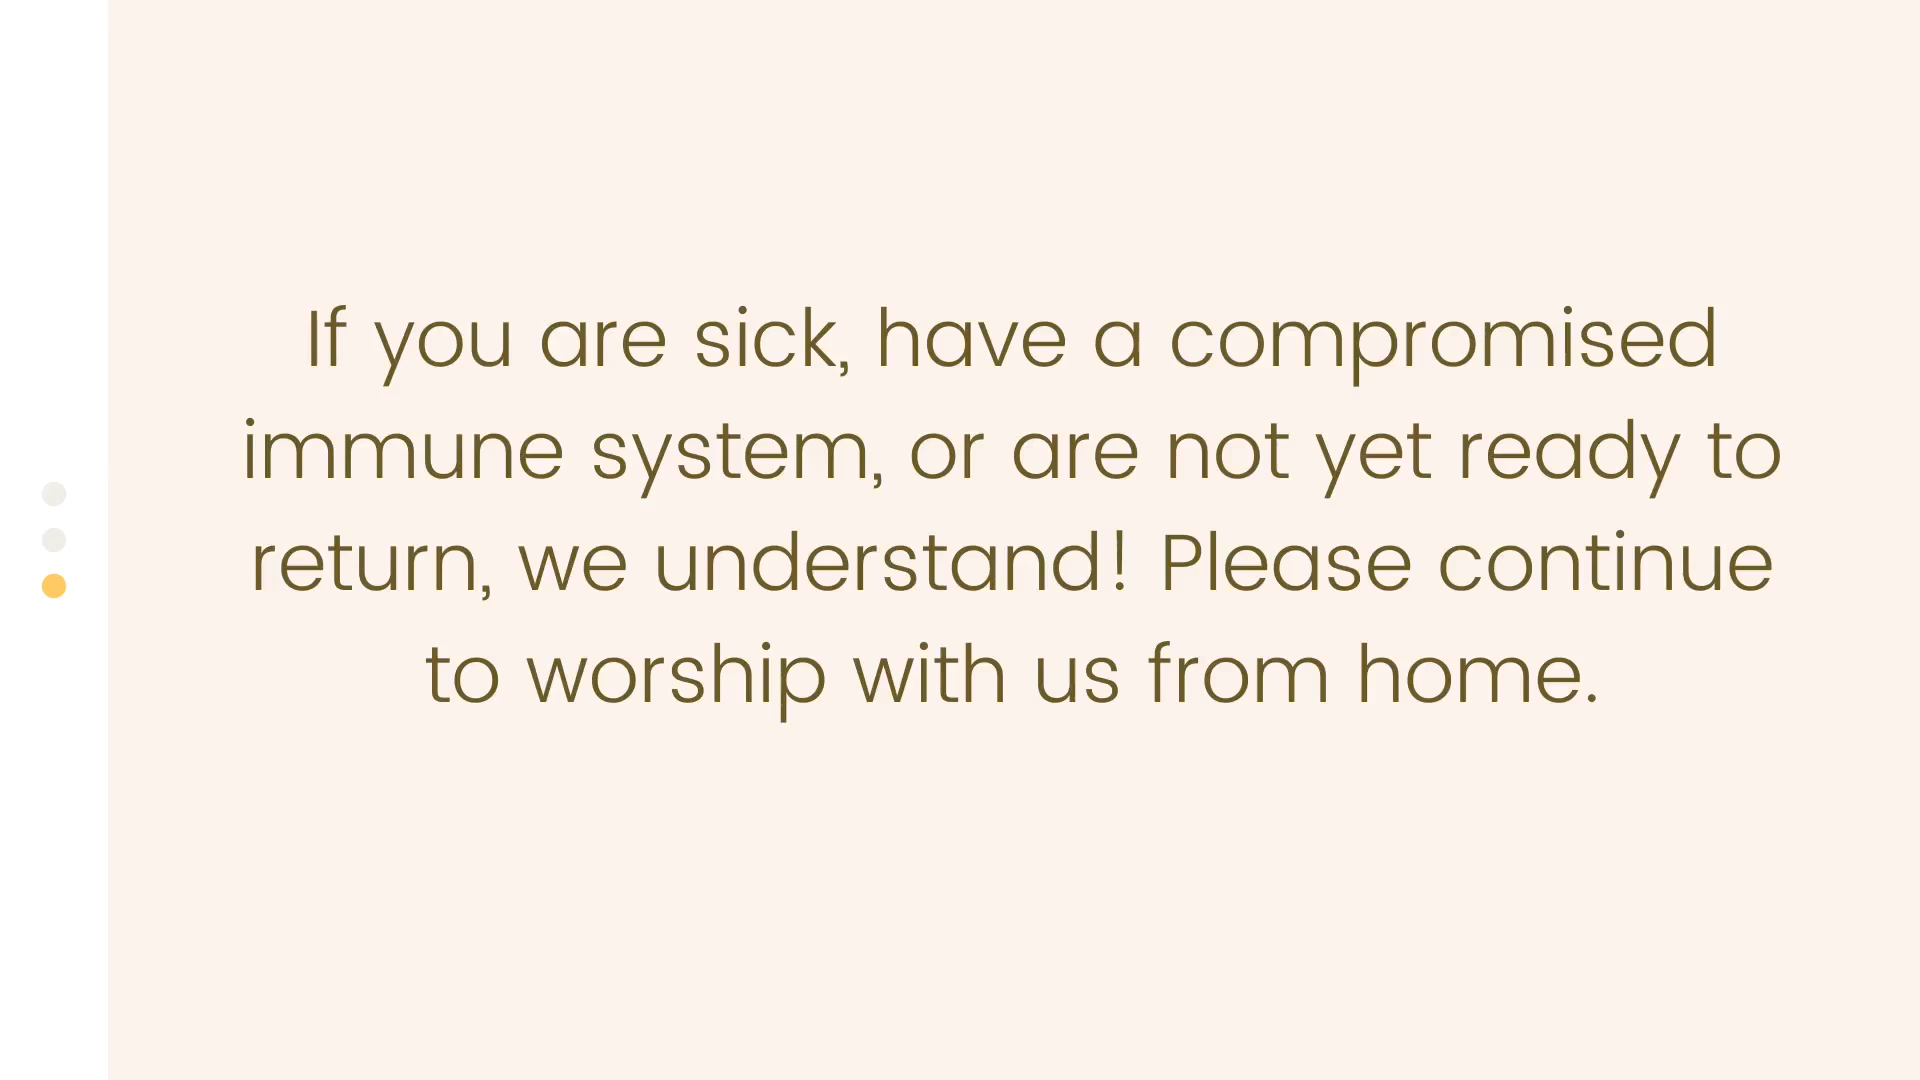 If you are sick, have a compromised
immune system, or are not yet ready to
return, we understand! Please continue
to worship with us from home.